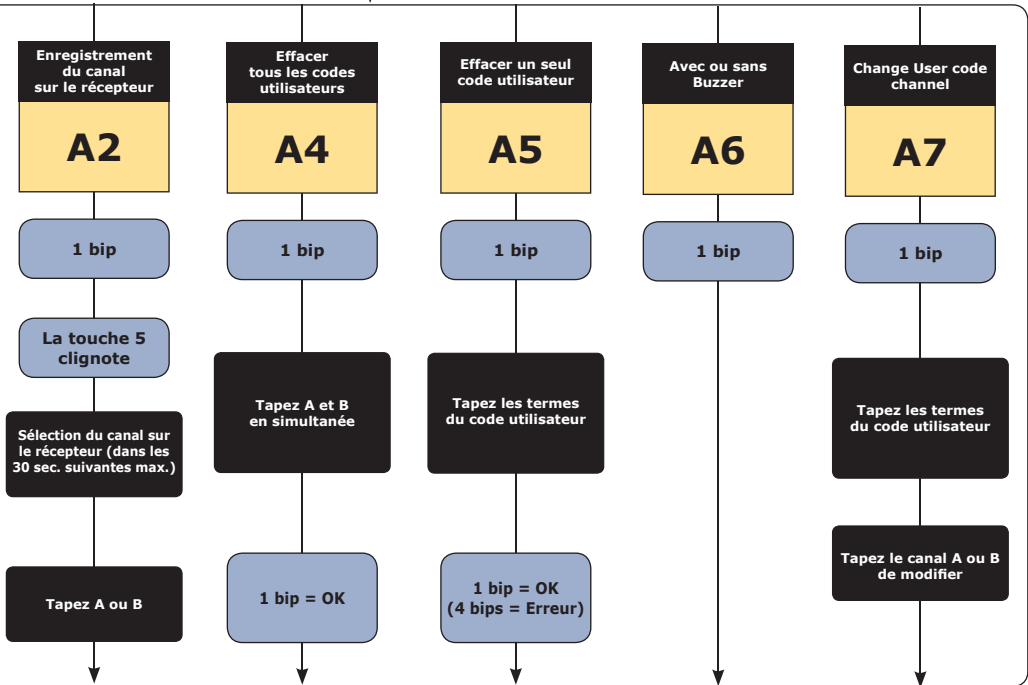 Enregistrement
du canal
sur le récepteur
A2
1 bip
La touche 5
clignote
Sélection du canal sur
le récepteur (dans les
30 sec. suivantes max.)
Tapez A ou B
Effacer
tous les codes
utilisateurs
A4
1 bip
Tapez A et B
en simultanée
1 bip = OK
Effacer un seul
code utilisateur
A5
1 bip
Tapez les termes
du code utilisateur
1 bip = OK
(4 bips = Erreur)
Avec ou sans
Buzzer
A6
1 bip
Change User code
channel
A7
1 bip
Tapez les termes
du code utilisateur
Tapez le canal A ou B
de modifier